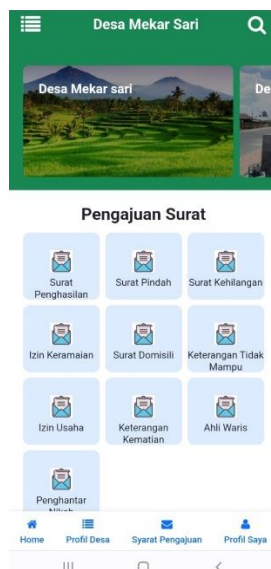 Desa Mekar Sari
Desa Mekar sari
De
Pengajuan Surat
Surat
Penghasilan
Surat Pindah
Surat Kehilangan
Izin Keramaian
Surat Domisili
Keterangan Tidak
Mampu
Izin Usaha
Keterangan
Kematian
Ahli Waris
Penghantar
Nikah
Home
Profil Desa
Syarat Pengajuan
Profil Saya